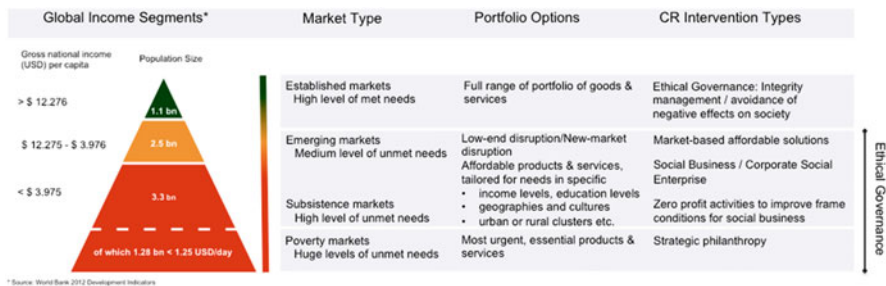 Global Income Segments*
Market Type
Portfolio Options
CR Intervention Types
Gross national income
(USD) per capita
Population Size
> $ 12.276
1.1 bn
Established markets
High level of met needs
Full range of portfolio of goods &
services
Ethical Governance: Integrity
management / avoidance of
negative effects on society
$ 12.275 - $ 3.976
2.5 bn
Emerging markets
Medium level of unmet needs
Low-end disruption/New-market
disruption
Affordable products & services,
tailored for needs in specific
• income levels, education levels
• geographies and cultures
• urban or rural clusters etc.
Market-based affordable solutions
Social Business / Corporate Social
Enterprise
< $ 3.975
3.3 bn
Subsistence markets
High level of unmet needs
Zero profit activities to improve frame
conditions for social business
of which 1.28 bn < 1.25 USD/day
Poverty markets
Huge levels of unmet needs
Most urgent, essential products &
services
Strategic philanthropy
Ethical Governance
* Source: World Bank 2012 Development Indicators